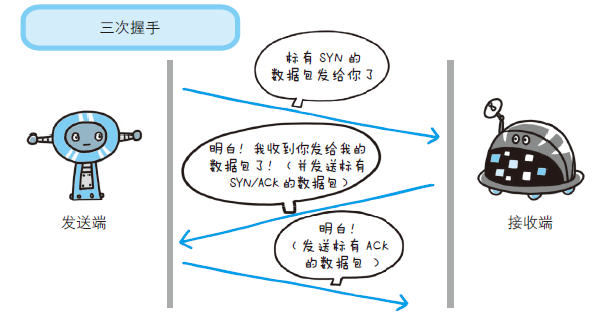 三次握手
标有 SYN 的
数据包发给你了
明白！我收到你发给我的
数据包了！（并发送标有
SYN/ACK 的数据包）
发送端
接收端
明白！
（发送标有 ACK
的数据包 ）